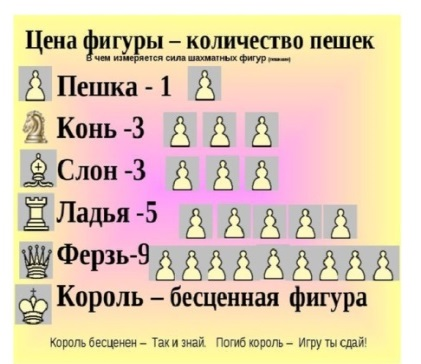 Цена фигуры – количество пешек
В чем измеряется сила шахматных фигур
Пешка - 1
Конь -3
Слон -3
Ладья -5
Ферзь-9
Король – бесценная фигура
Король бесценен – Так и знай. Погиб король – Игру ты сдай!